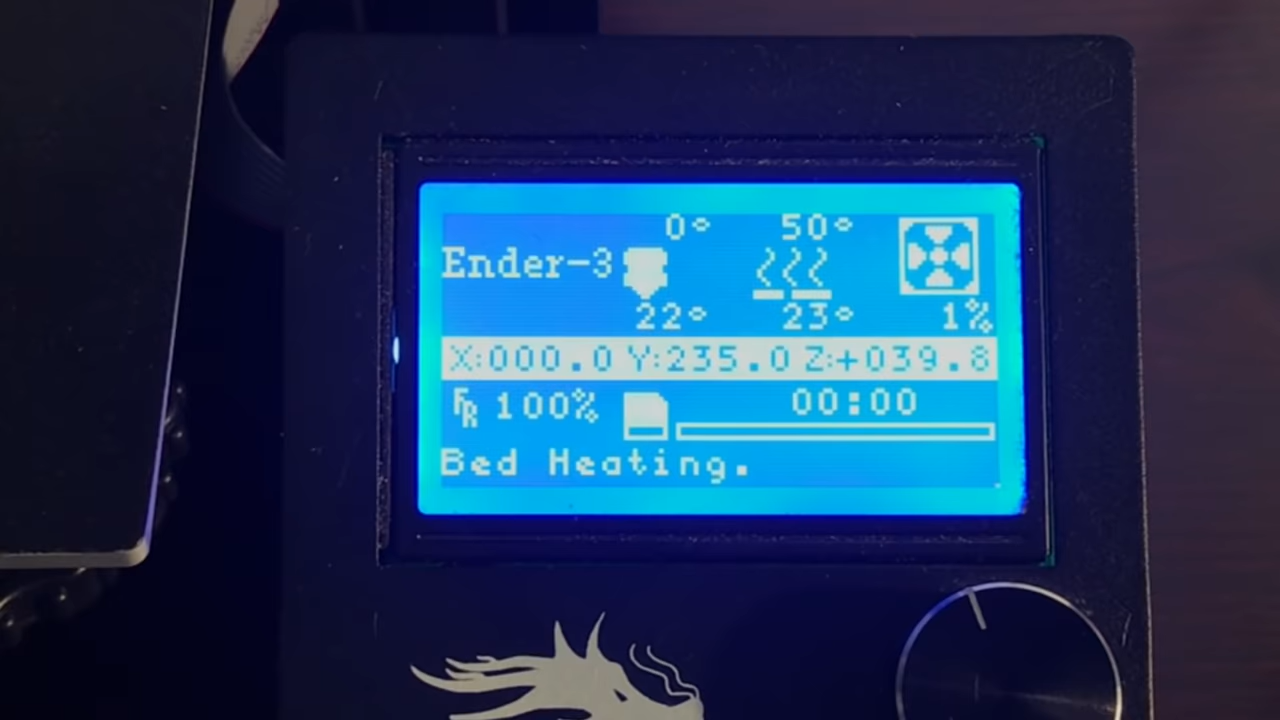 0° 50°
Ender-3
22° 23° 1%
X:000.0 Y:235.0 Z:+039.8
FR 100% 00:00
Bed Heating.